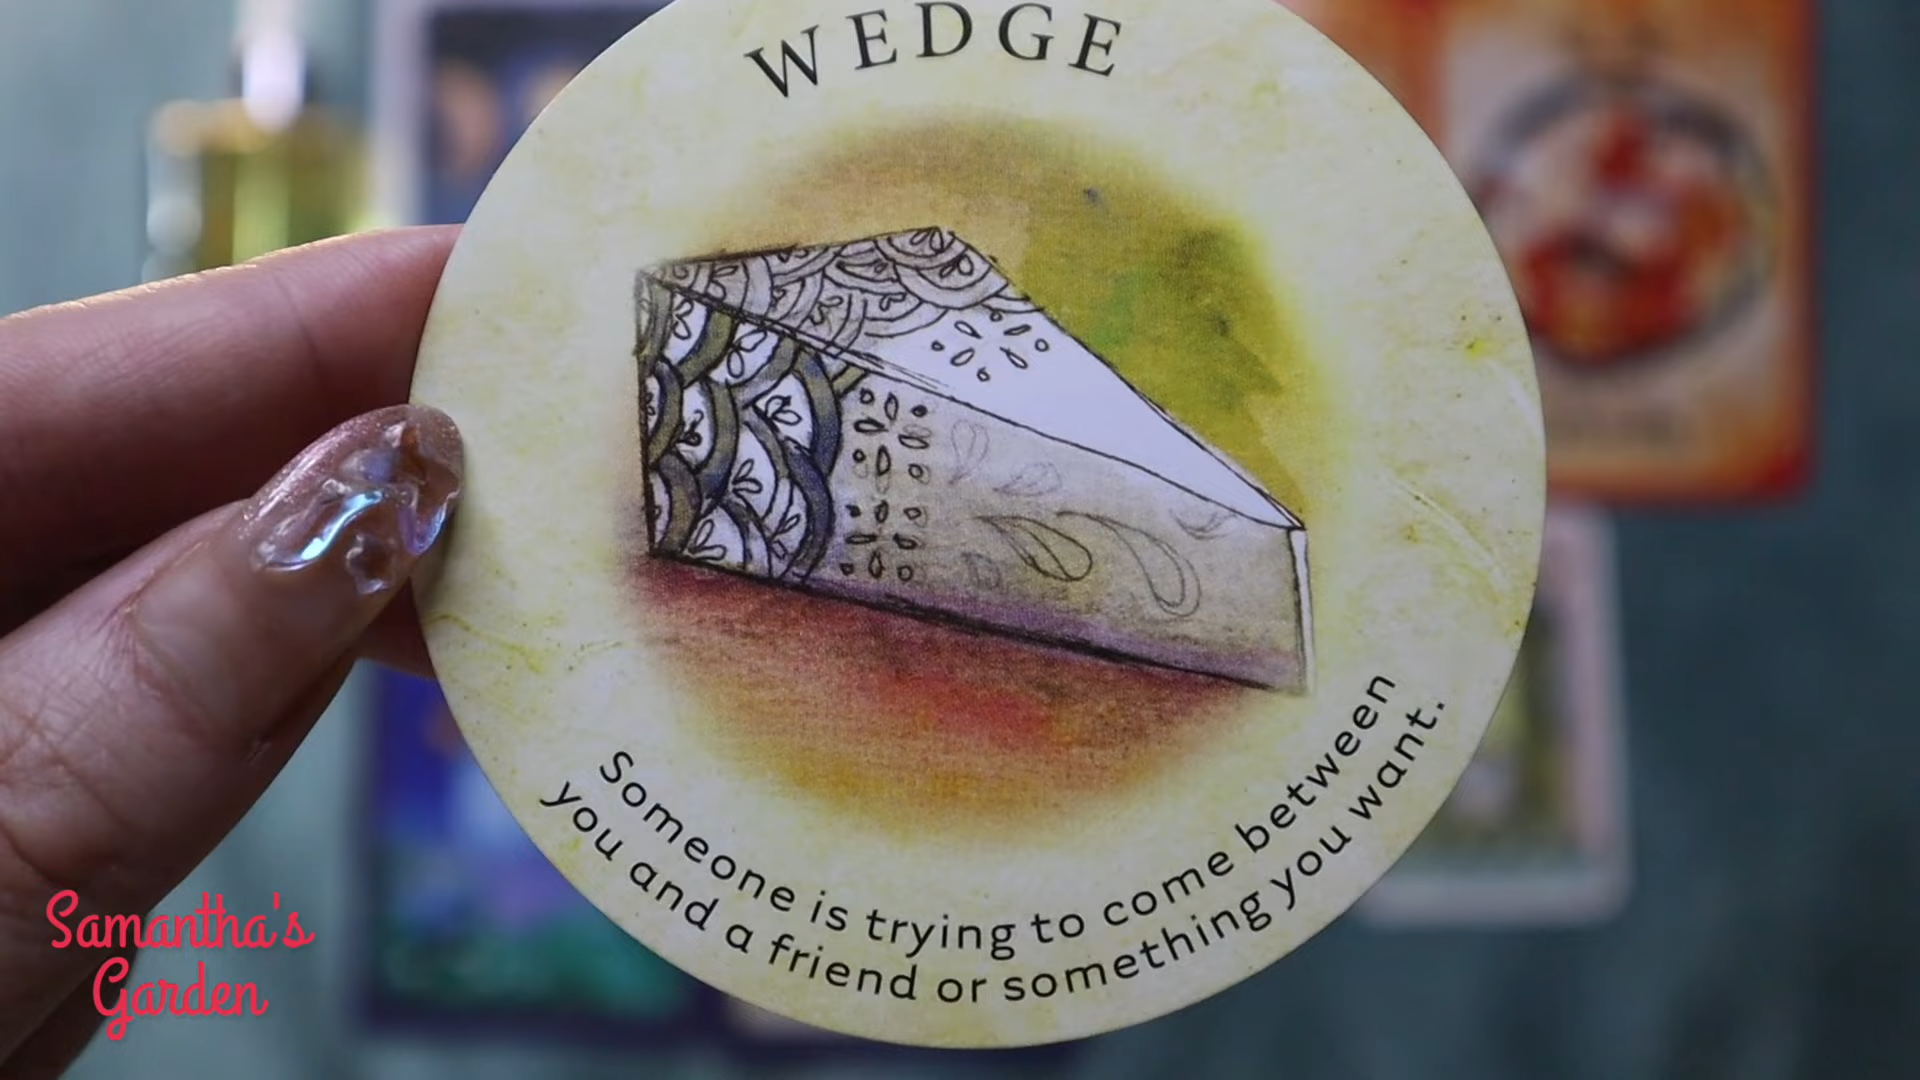 WEDGE
Someone is trying to come between
you and a friend or something you want.
Samantha's
Garden